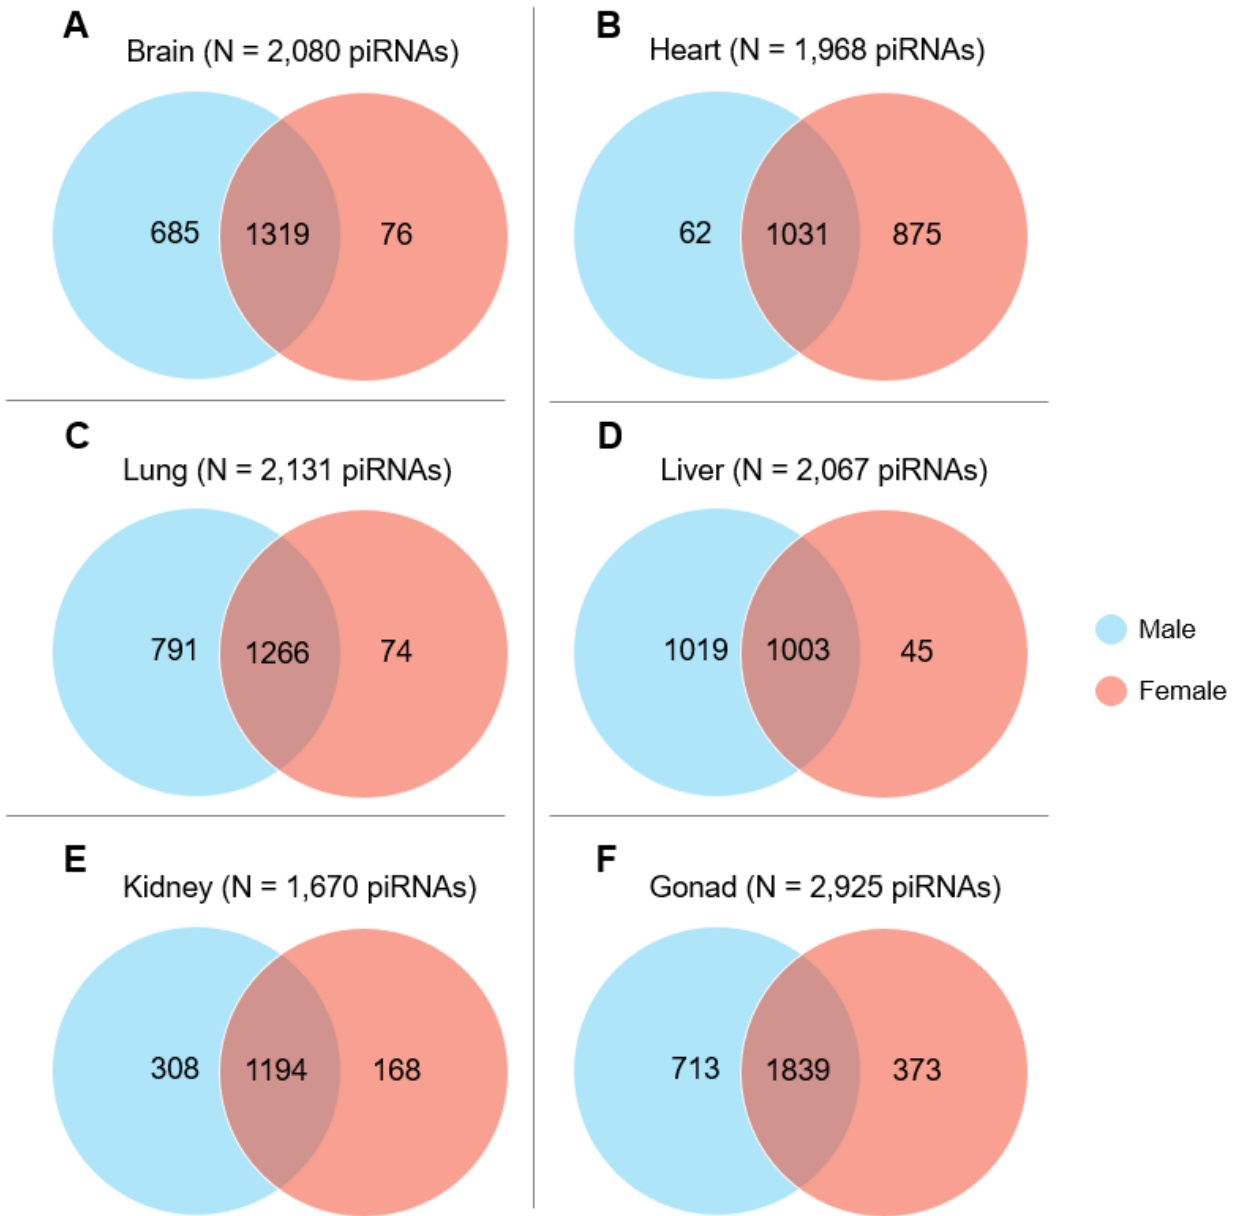 A
Brain (N = 2,080 piRNAs)
685 1319 76
B
Heart (N = 1,968 piRNAs)
62 1031 875
C
Lung (N = 2,131 piRNAs)
791 1266 74
D
Liver (N = 2,067 piRNAs)
1019 1003 45
E
Kidney (N = 1,670 piRNAs)
308 1194 168
F
Gonad (N = 2,925 piRNAs)
713 1839 373
Male
Female